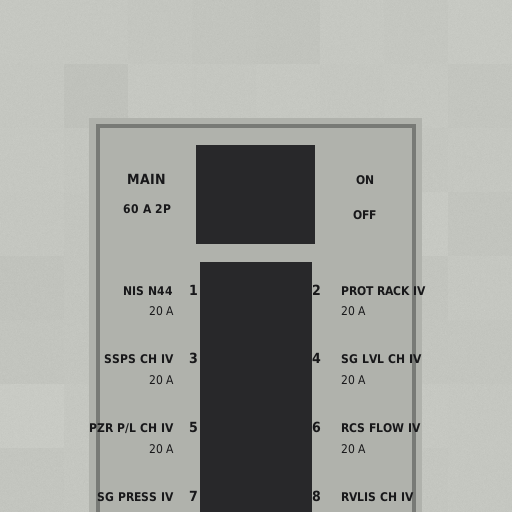 MAIN
60 A 2P
ON
OFF
NIS N44 1
20 A
2 PROT RACK IV
20 A
SSPS CH IV 3
20 A
4 SG LVL CH IV
20 A
PZR P/L CH IV 5
20 A
6 RCS FLOW IV
20 A
SG PRESS IV 7
8 RVLIS CH IV